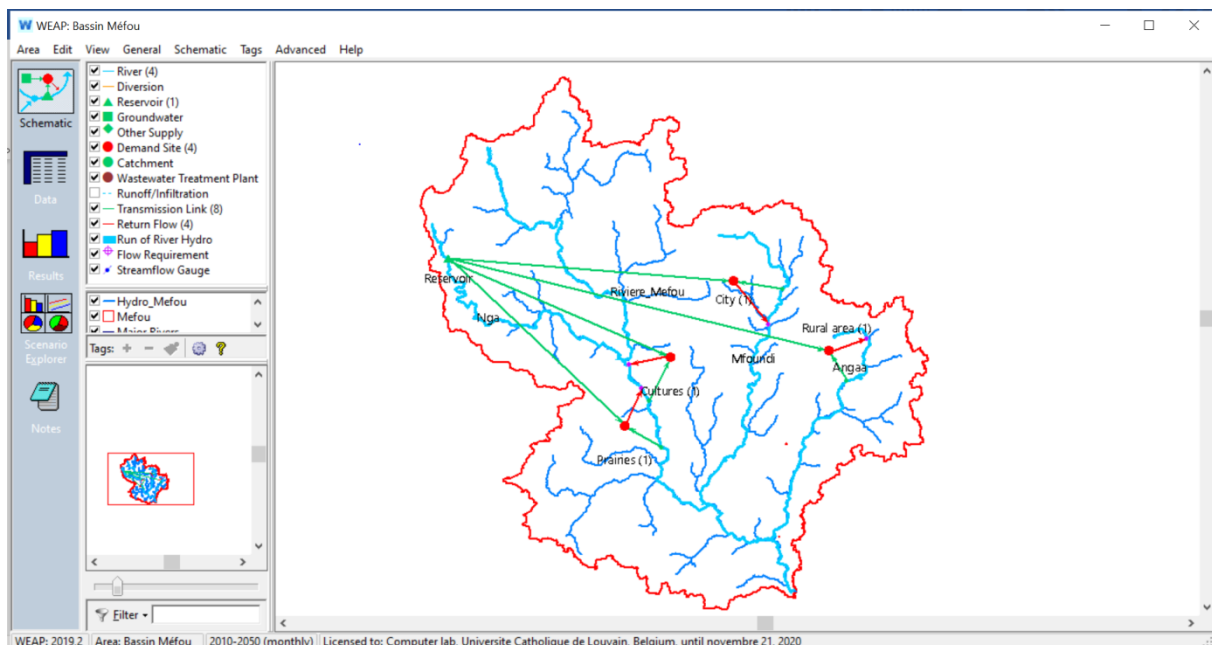 WEAP: Bassin Méfou
Area Edit View General Schematic Tags Advanced Help
Schematic
Data
Results
Scenario
Explorer
Notes
River (4)
Diversion
Reservoir (1)
Groundwater
Other Supply
Demand Site (4)
Catchment
Wastewater Treatment Plant
Runoff/Infiltration
Transmission Link (8)
Return Flow (4)
Run of River Hydro
Flow Requirement
Streamflow Gauge
Hydro_Mefou
Mefou
Major Rivers
Tags:
Filter
Reservoir
Nga
Riviere_Mefou
City (1)
Rural area (1)
Mfoundi
Angaa
Cultures (1)
Praines (1)
WEAP: 2019.2 Area: Bassin Méfou 2010-2050 (monthly) Licensed to: Computer lab, Universite Catholique de Louvain, Belgium, until novembre 21, 2020